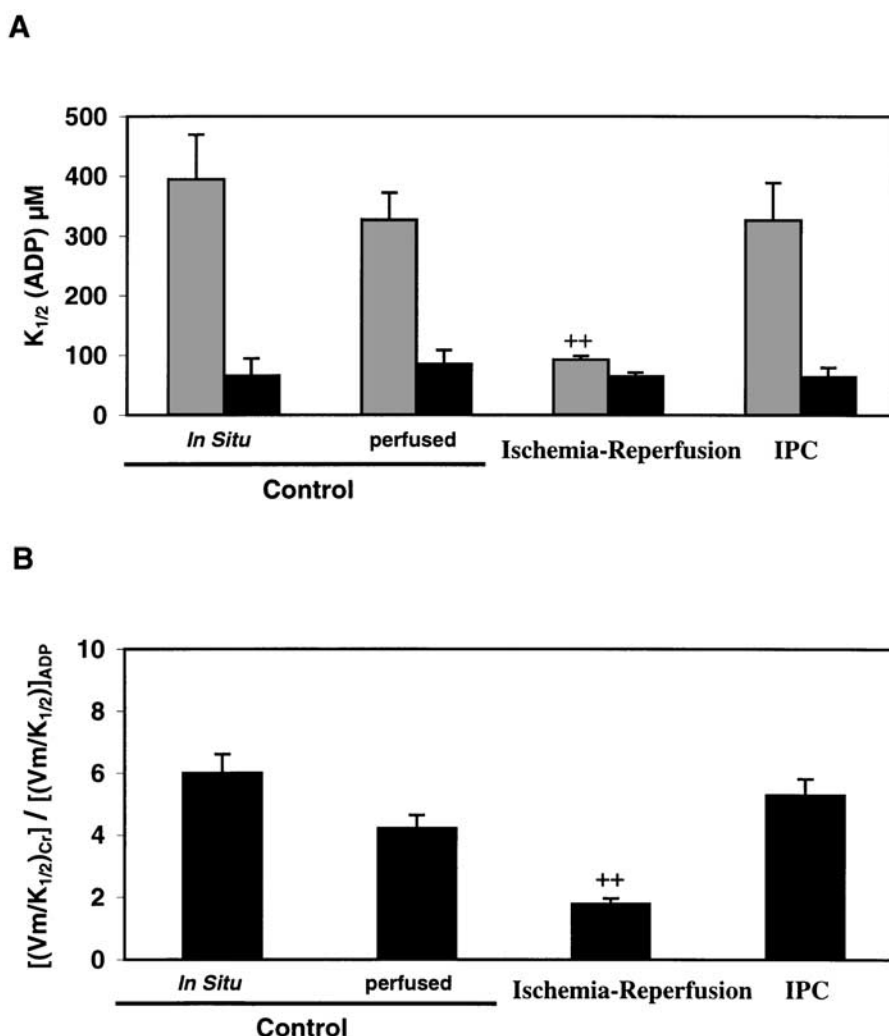 A
500
400
300
200
100
0
K1/2 (ADP) µM
++
In Situ perfused Ischemia-Reperfusion IPC
Control
B
10
8
6
4
2
0
[(Vm/K1/2)Cr] / [(Vm/K1/2)]ADP
++
In Situ perfused Ischemia-Reperfusion IPC
Control